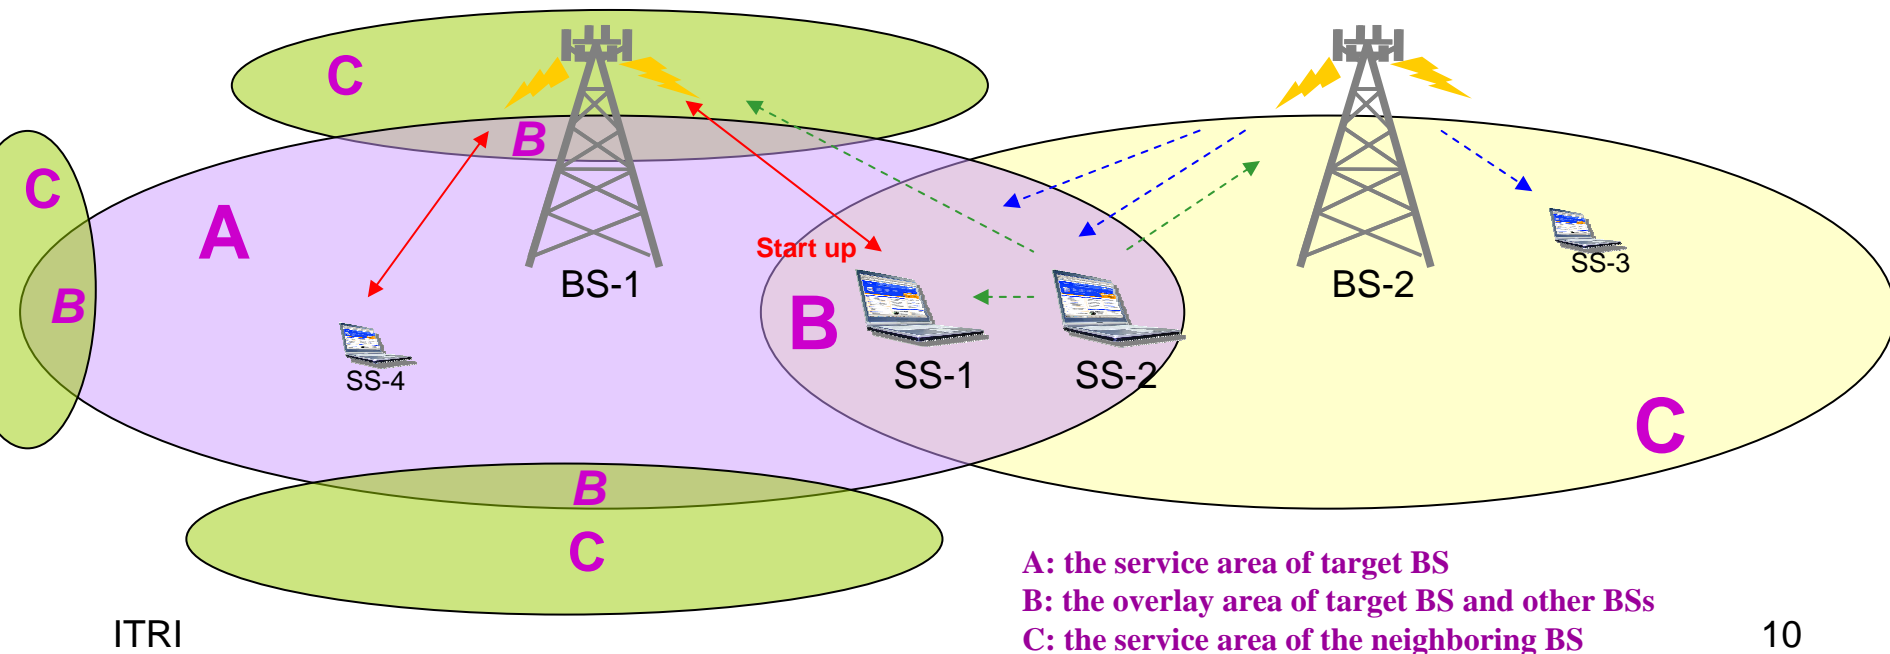 C
B
C
A
Start up
BS-1
BS-2
SS-3
B
B
SS-4
SS-1
SS-2
C
B
C
A: the service area of target BS
B: the overlay area of target BS and other BSs
C: the service area of the neighboring BS
ITRI
10